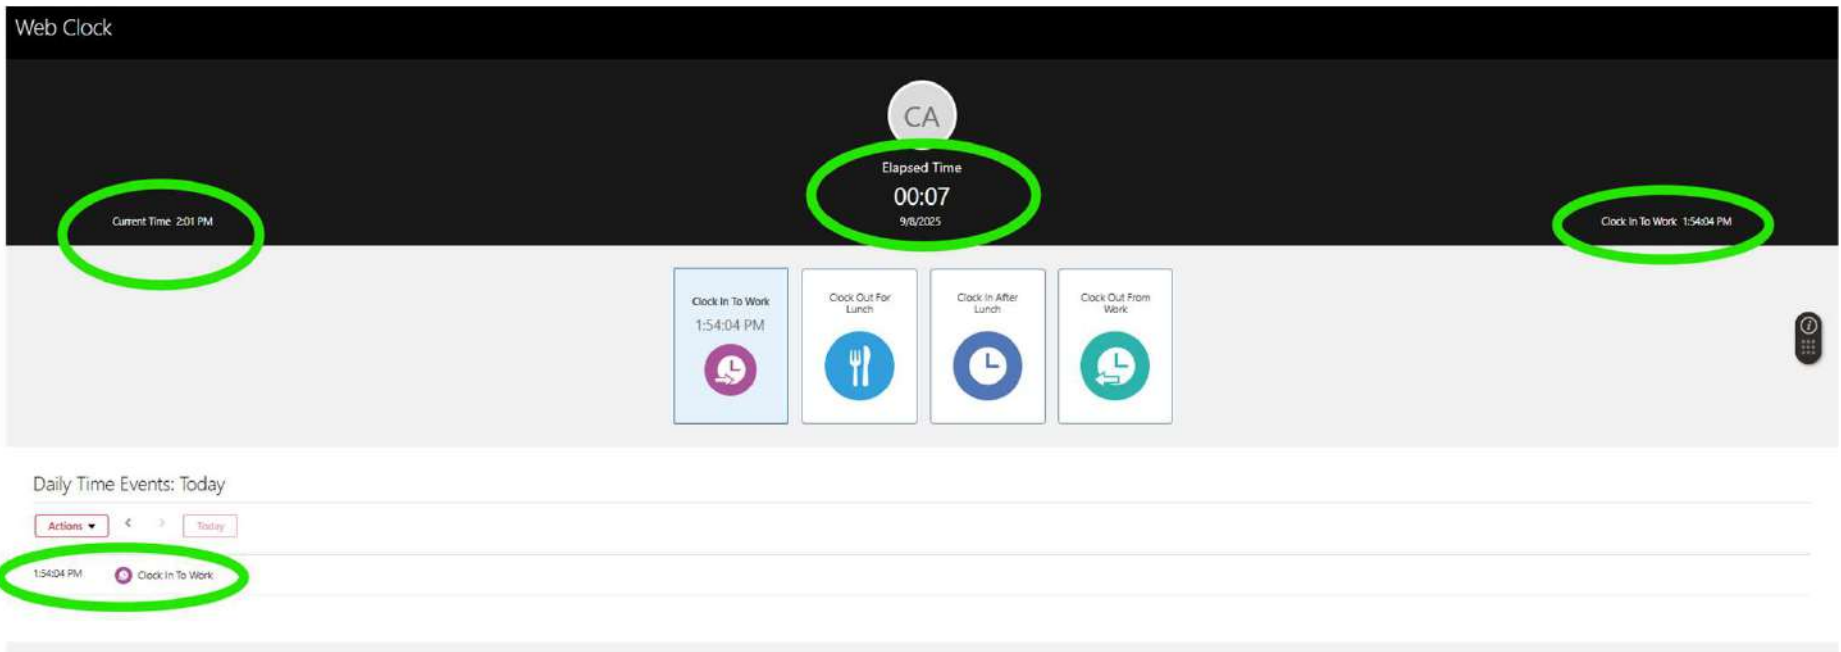 Web Clock
CA
Elapsed Time
00:07
9/8/2025
Current Time 2:01 PM
Clock In To Work 1:54:04 PM
Clock In To Work
1:54:04 PM
Clock Out For
Lunch
Clock In After
Lunch
Clock Out From
Work
Daily Time Events: Today
Actions
Today
1:54:04 PM Clock In To Work